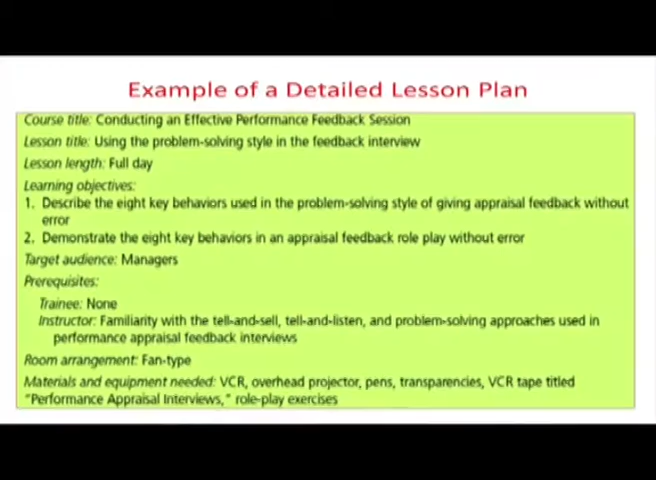 Example of a Detailed Lesson Plan
Course title: Conducting an Effective Performance Feedback Session
Lesson title: Using the problem-solving style in the feedback interview
Lesson length: Full day
Learning objectives:
1. Describe the eight key behaviors used in the problem-solving style of giving appraisal feedback without
error
2. Demonstrate the eight key behaviors in an appraisal feedback role play without error
Target audience: Managers
Prerequisites:
Trainee: None
Instructor: Familiarity with the tell-and-sell, tell-and-listen, and problem-solving approaches used in
performance appraisal feedback interviews
Room arrangement: Fan-type
Materials and equipment needed: VCR, overhead projector, pens, transparencies, VCR tape titled
“Performance Appraisal Interviews,” role-play exercises